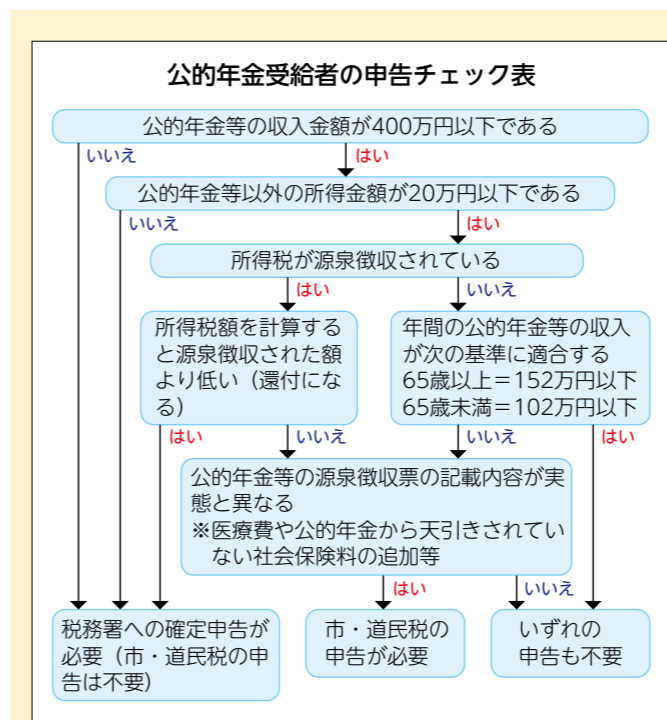 公的年金受給者の申告チェック表
公的年金等の収入金額が400万円以下である
いいえ
はい
公的年金等以外の所得金額が20万円以下である
いいえ
はい
所得税が源泉徴収されている
はい
いいえ
所得税額を計算する
と源泉徴収された額
より低い（還付にな
る）
年間の公的年金等の収入
が次の基準に適合する
65歳以上＝152万円以下
65歳未満＝102万円以下
はい
いいえ
いいえ
はい
公的年金等の源泉徴収票の記載内容が実
態と異なる
※医療費や公的年金から天引きされてい
ない社会保険料の追加等
はい
いいえ
税務署への確定申告が
必要（市・道民税の申
告は不要）
市・道民税の
申告が必要
いずれの
申告も不要